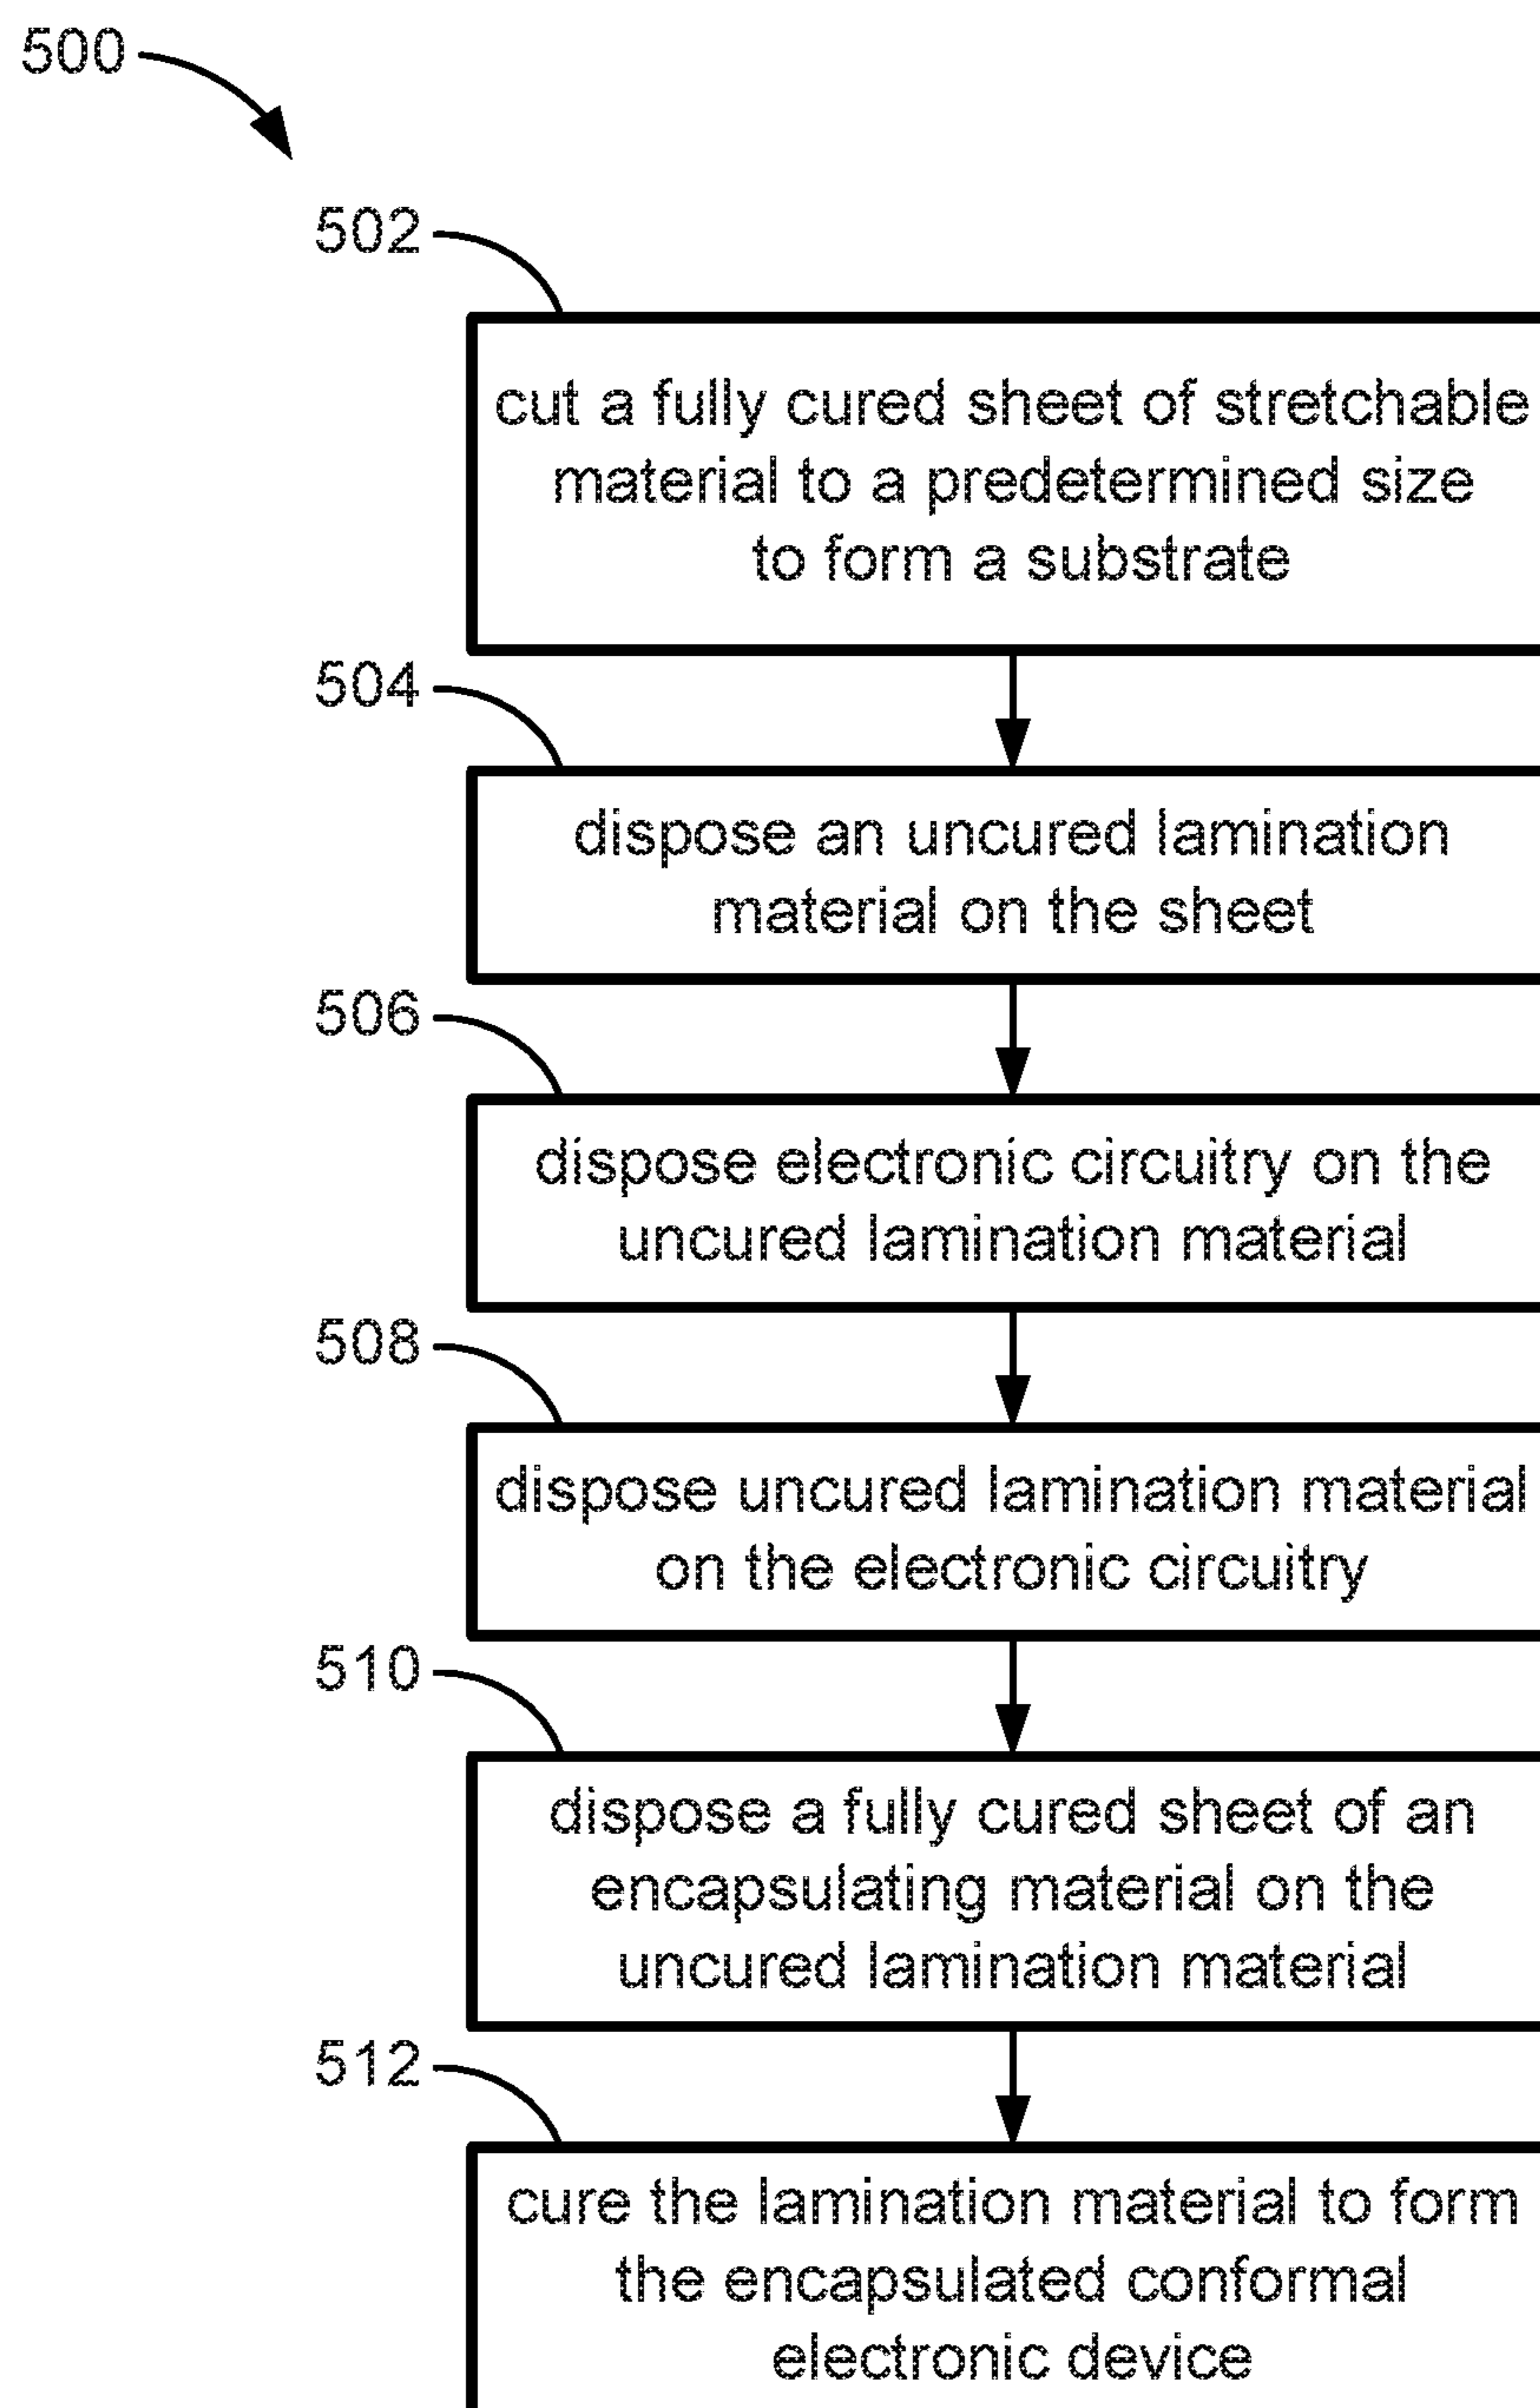 500
502
cut a fully cured sheet of stretchable
material to a predetermined size
to form a substrate
504
dispose an uncured lamination
material on the sheet
506
dispose electronic circuitry on the
uncured lamination material
508
dispose uncured lamination material
on the electronic circuitry
510
dispose a fully cured sheet of an
encapsulating material on the
uncured lamination material
512
cure the lamination material to form
the encapsulated conformal
electronic device